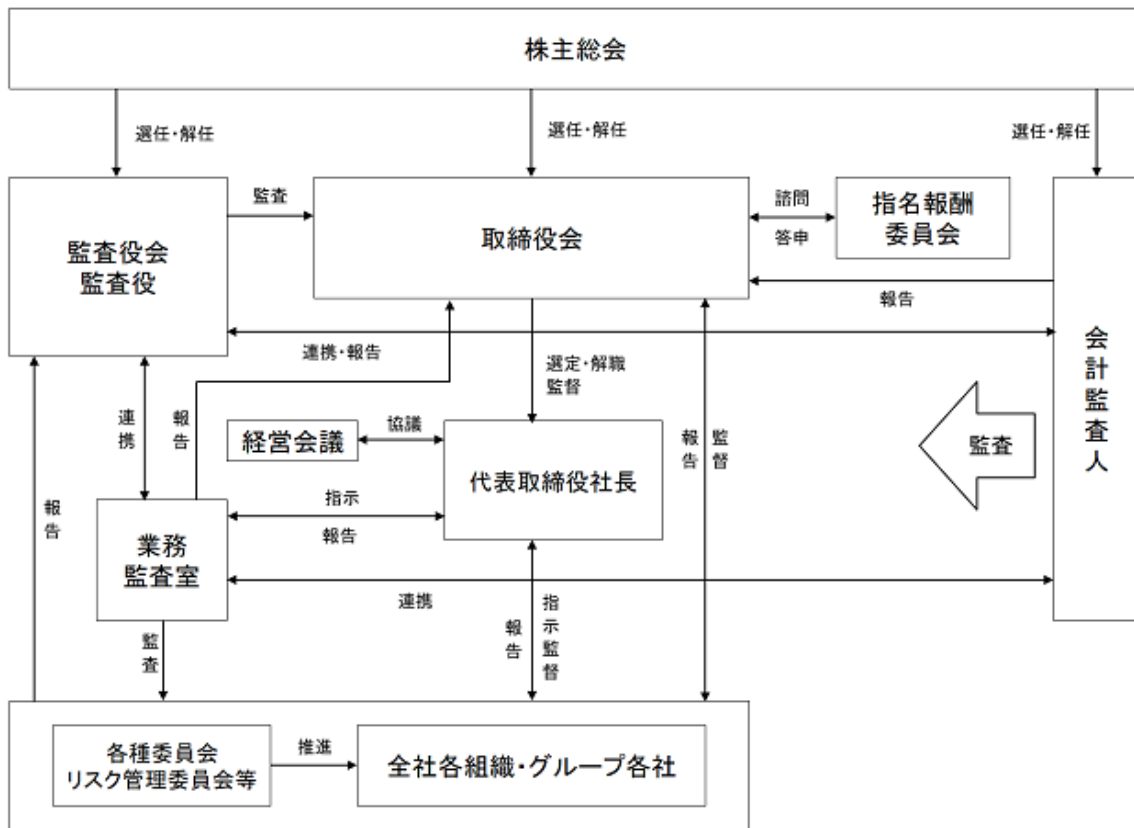 株主総会
選任・解任
選任・解任
選任・解任
監査役会
監査役
監査
取締役会
諮問
答申
指名報酬
委員会
報告
会計監査人
連携・報告
選定・解職
監督
連携
報告
経営会議
協議
代表取締役社長
報告
監督
監査
報告
指示
報告
業務
監査室
連携
監査
報告
指示監督
各種委員会
リスク管理委員会等
推進
全社各組織・グループ各社